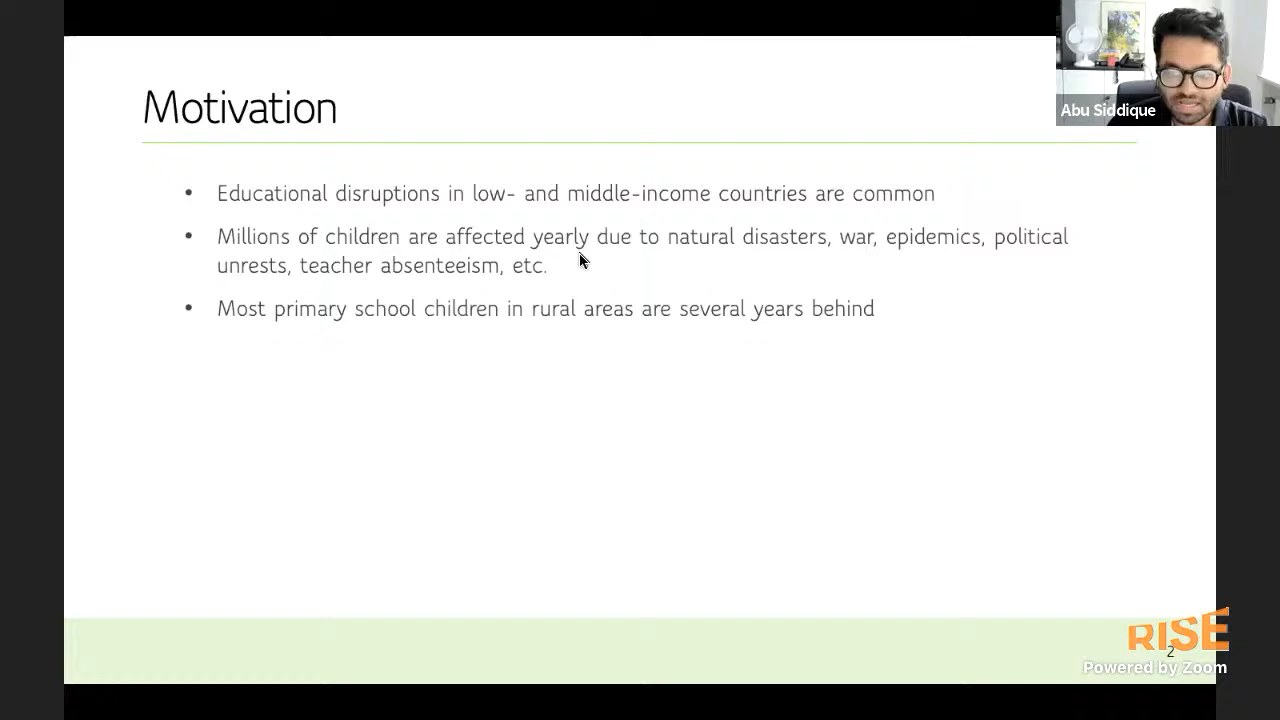 Motivation
Abu Siddique
• Educational disruptions in low- and middle-income countries are common
• Millions of children are affected yearly due to natural disasters, war, epidemics, political
unrests, teacher absenteeism, etc.
• Most primary school children in rural areas are several years behind
RISE
2
Powered by Zoom